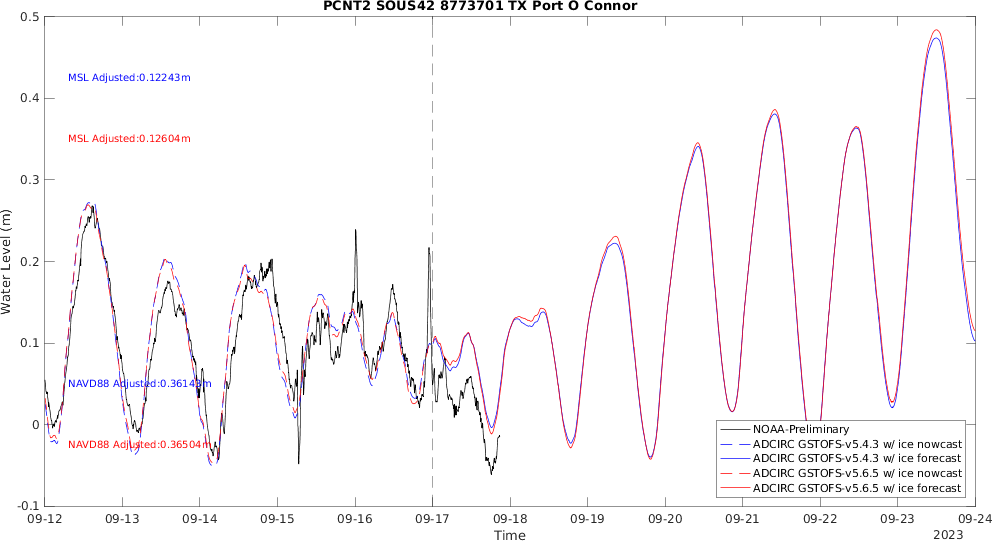 PCNT2 SOUS42 8773701 TX Port O Connor
0.5
0.4
0.3
0.2
0.1
0
-0.1
Water Level (m)
MSL Adjusted:0.12243m
MSL Adjusted:0.12604m
NAVD88 Adjusted:0.36143m
NAVD88 Adjusted:0.36504m
NOAA-Preliminary
ADCIRC GSTOFS-v5.4.3 w/ ice nowcast
ADCIRC GSTOFS-v5.4.3 w/ ice forecast
ADCIRC GSTOFS-v5.6.5 w/ ice nowcast
ADCIRC GSTOFS-v5.6.5 w/ ice forecast
09-12 09-13 09-14 09-15 09-16 09-17 09-18 09-19 09-20 09-21 09-22 09-23 09-24
Time
2023